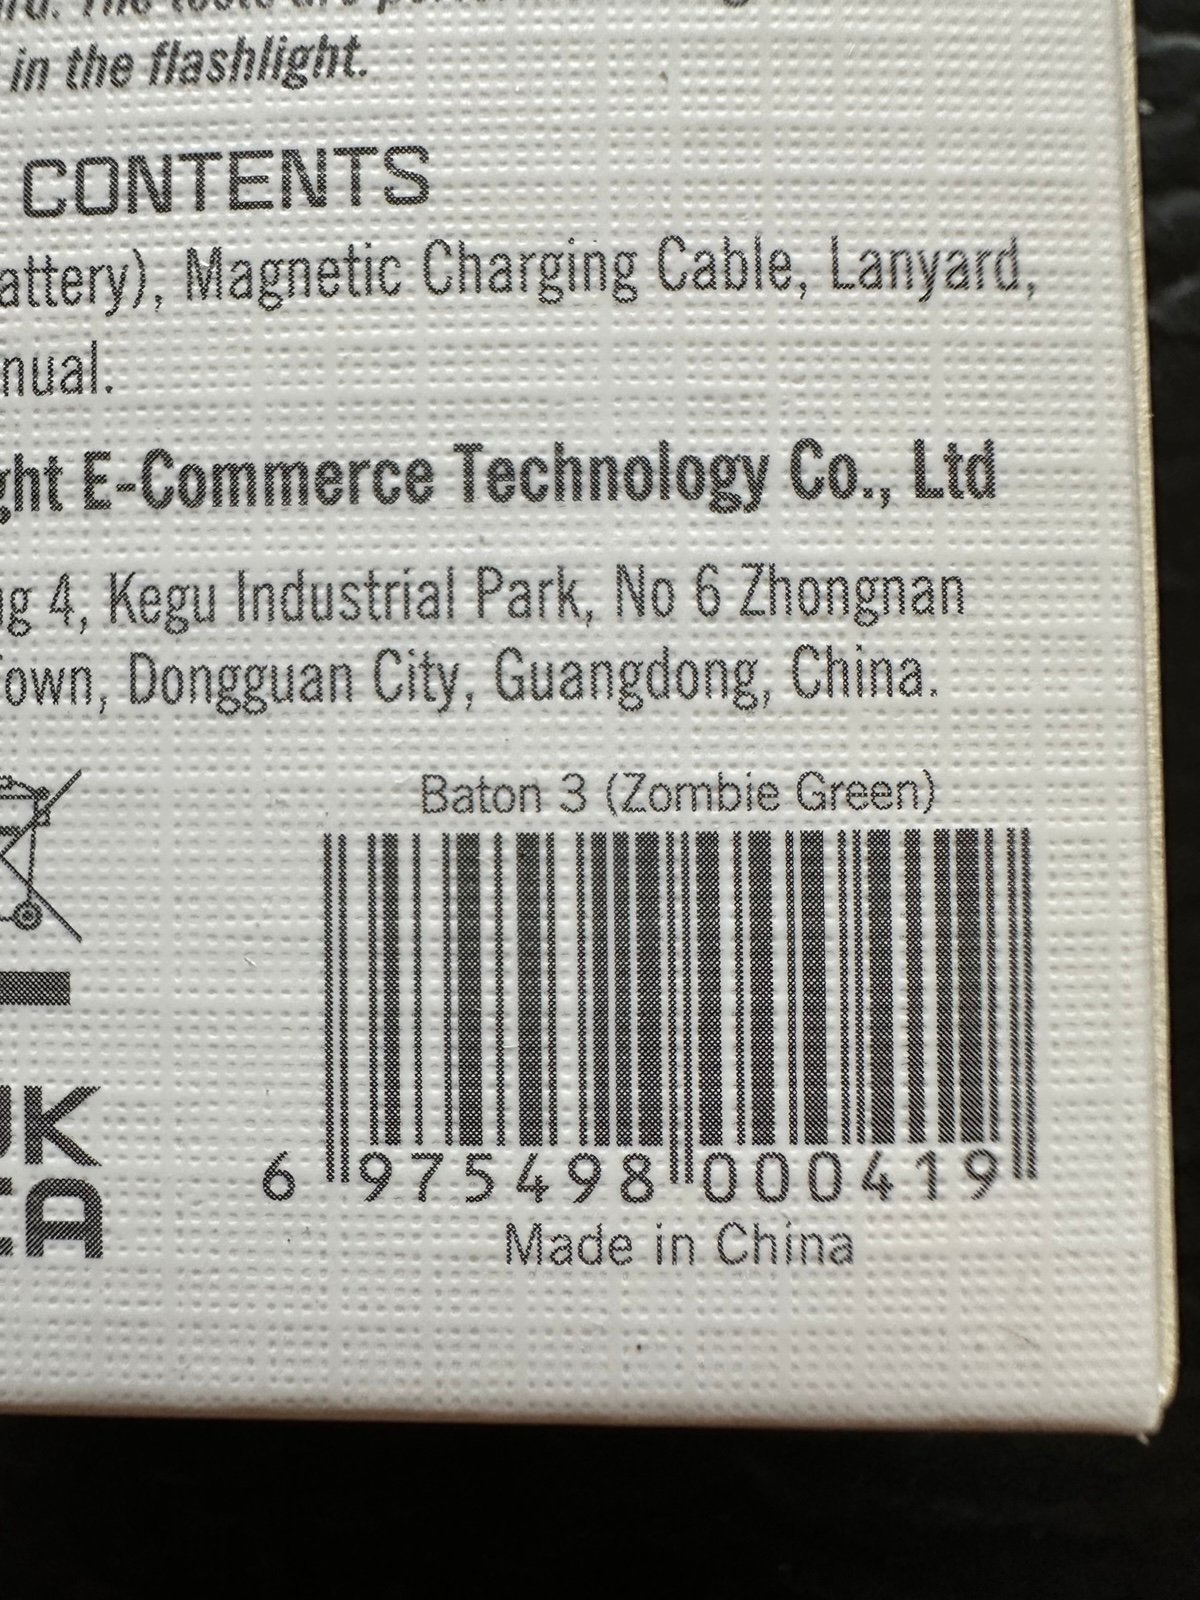 in the flashlight.
CONTENTS
attery), Magnetic Charging Cable, Lanyard,
nual.
ght E-Commerce Technology Co., Ltd
ng 4, Kegu Industrial Park, No 6 Zhongnan
Town, Dongguan City, Guangdong, China.
Baton 3 (Zombie Green)
6 975498 000419
Made in China
UK
CA